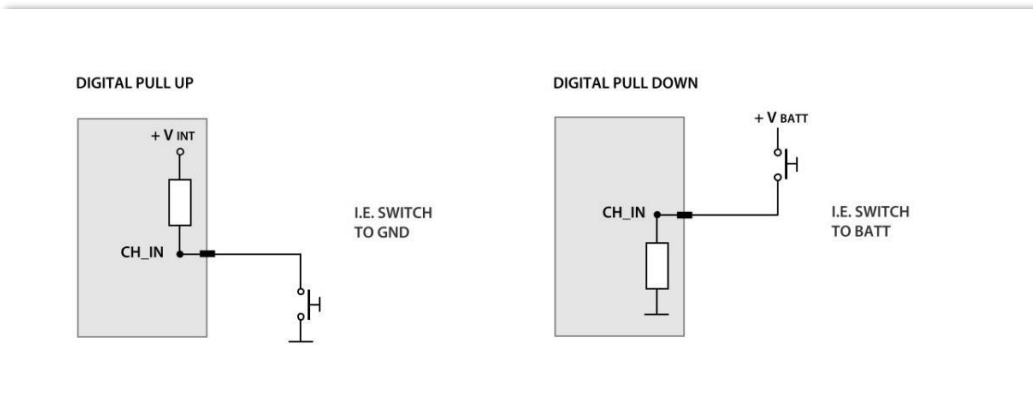 DIGITAL PULL UP
+ V INT
CH_IN
I.E. SWITCH
TO GND
DIGITAL PULL DOWN
+ V BATT
CH_IN
I.E. SWITCH
TO BATT